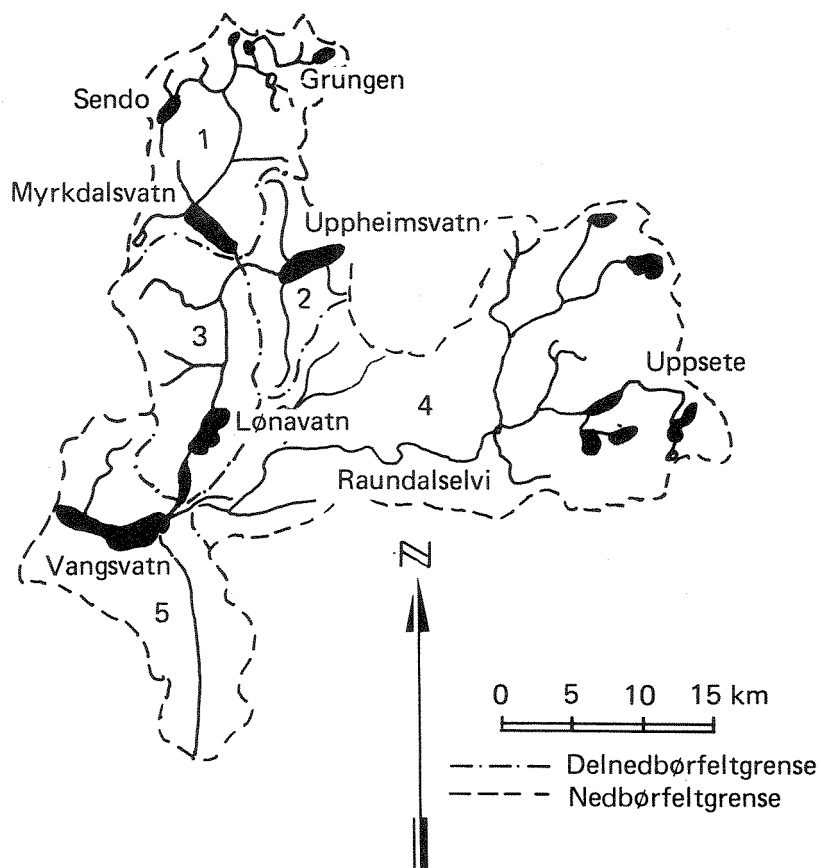 Grungen
Sendo
1
Myrkdalsvatn
Uppheimsvatn
2
3
Uppsete
4
Lønavatn
Raundalselvi
Vangsvatn
5
N
0 5 10 15 km
Delnedbørfeltgrense
Nedbørfeltgrense